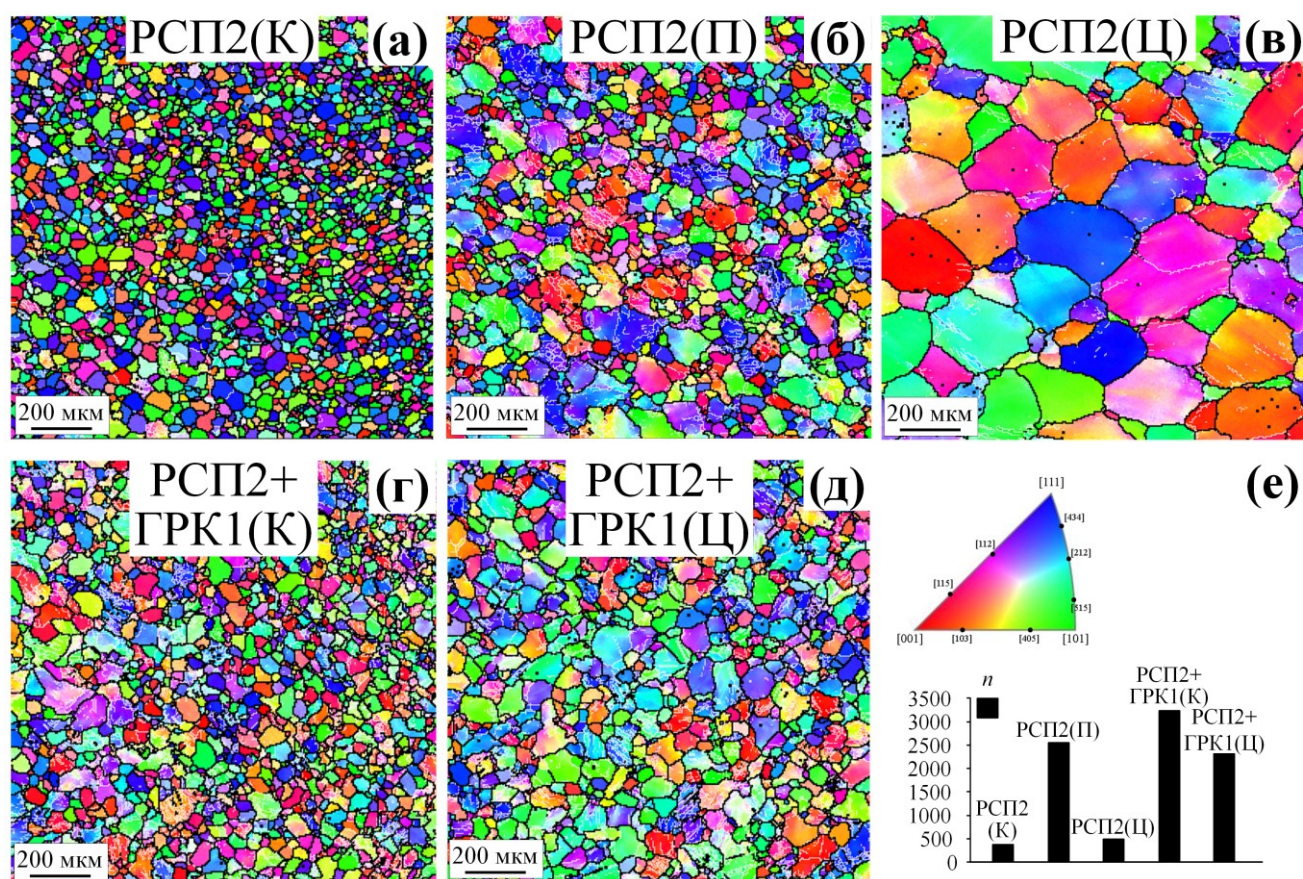 РСП2(К)
(а)
РСП2(П)
(б)
РСП2(Ц)
(в)
200 мкм
200 мкм
200 мкм
РСП2+
ГРК1(К)
(г)
РСП2+
ГРК1(Ц)
(д)
(е)
200 мкм
200 мкм
[111]
[434]
[112]
[212]
[115]
[515]
[001]
[103]
[405]
[101]
n
3500
3000
2500
2000
1500
1000
500
0
РСП2
(К)
РСП2(П)
РСП2(Ц)
РСП2+
ГРК1(К)
РСП2+
ГРК1(Ц)